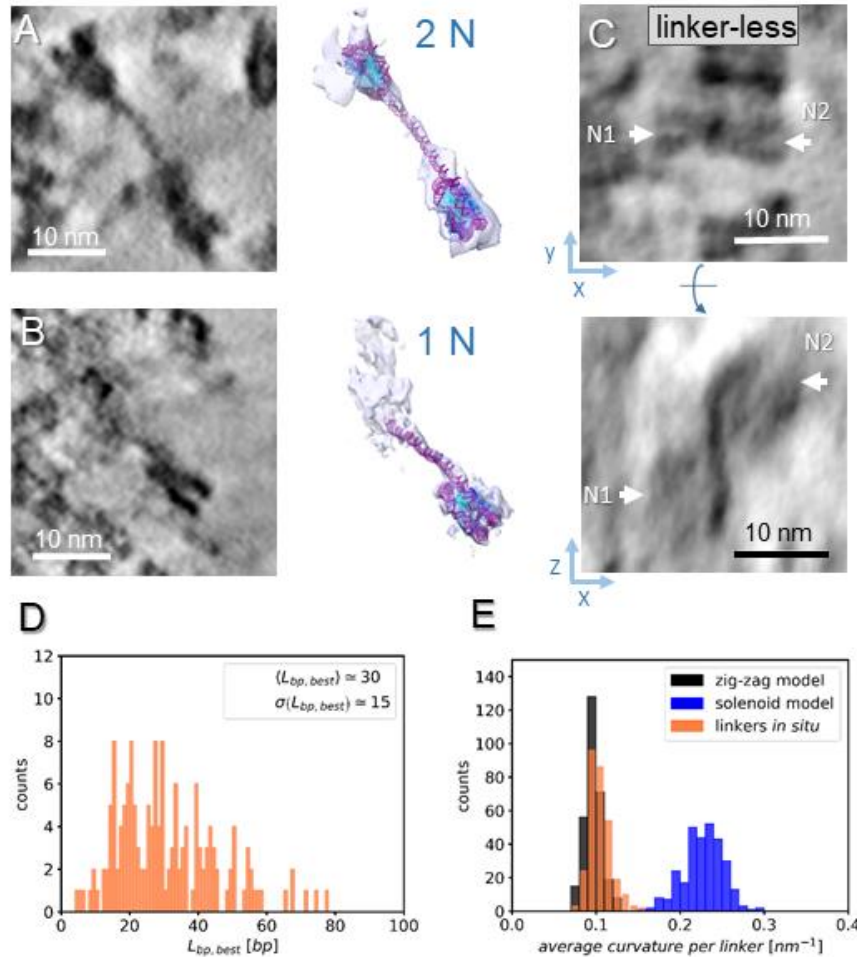 A
2 N
C
linker-less
N1
N2
10 nm
10 nm
y
X
B
1 N
N2
N1
10 nm
10 nm
Z
X
D
E
12
10
8
6
4
2
0
counts
⟨L_bp,best⟩ ≃ 30
σ(L_bp,best) ≃ 15
0 20 40 60 80 100
L_bp,best [bp]
140
120
100
80
60
40
20
0
counts
zig-zag model
solenoid model
linkers in situ
0.0 0.1 0.2 0.3 0.4
average curvature per linker [nm⁻¹]